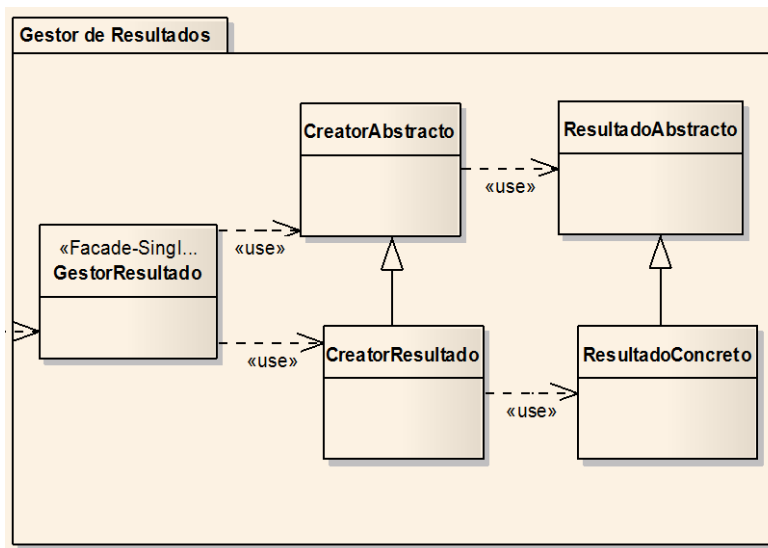 Gestor de Resultados
CreatorAbstracto
ResultadoAbstracto
«use»
«Facade-Singl...
GestorResultado
«use»
«use»
CreatorResultado
ResultadoConcreto
«use»